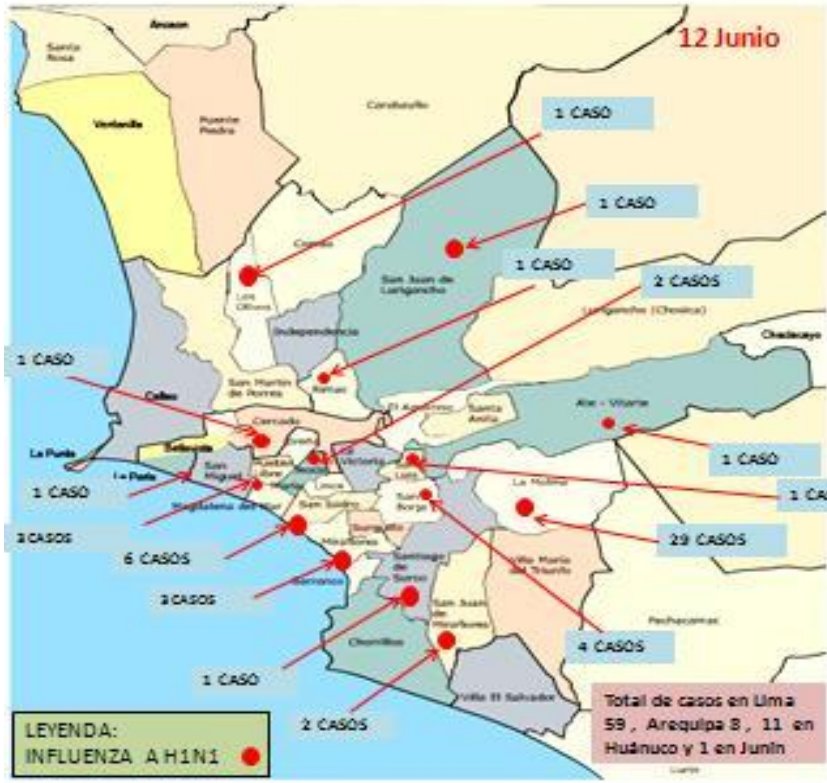 Ancon
Santa
Rosa
12 Junio
Ventanilla
Puente
Piedra
Carabayllo
1 CASO
1 CASO
Comas
1 CASO
San Juan de
Lurigancho
2 CASOS
Los
Olivos
Independencia
Lurigancho (Chosica)
Chaclacayo
1 CASO
San Martin
de Porres
Rimac
Callao
El Agustino
Santa
Anita
Ate - Vitarte
Cercado
La Punta
Bellavista
La Perla
San
Miguel
Victoria
San
Luis
1 CASO
1 CASO
Lince
1 CA
Magdalena del Mar
San Isidro
San
Borja
La Molina
3CASOS
Surquillo
29 CASOS
6 CASOS
Miraflores
Barranco
Santiago
de
Surco
Villa Maria
del Triunfo
3CASOS
San Juan
de
Miraflores
Pachacamac
Chorrillos
4 CASOS
1 CASO
Villa El Salvador
2 CASOS
Total de casos en Lima
59 , Arequipa 8 , 11 en
Huánuco y 1 en Junín
LEYENDA:
INFLUENZA A H1N1
Lurin